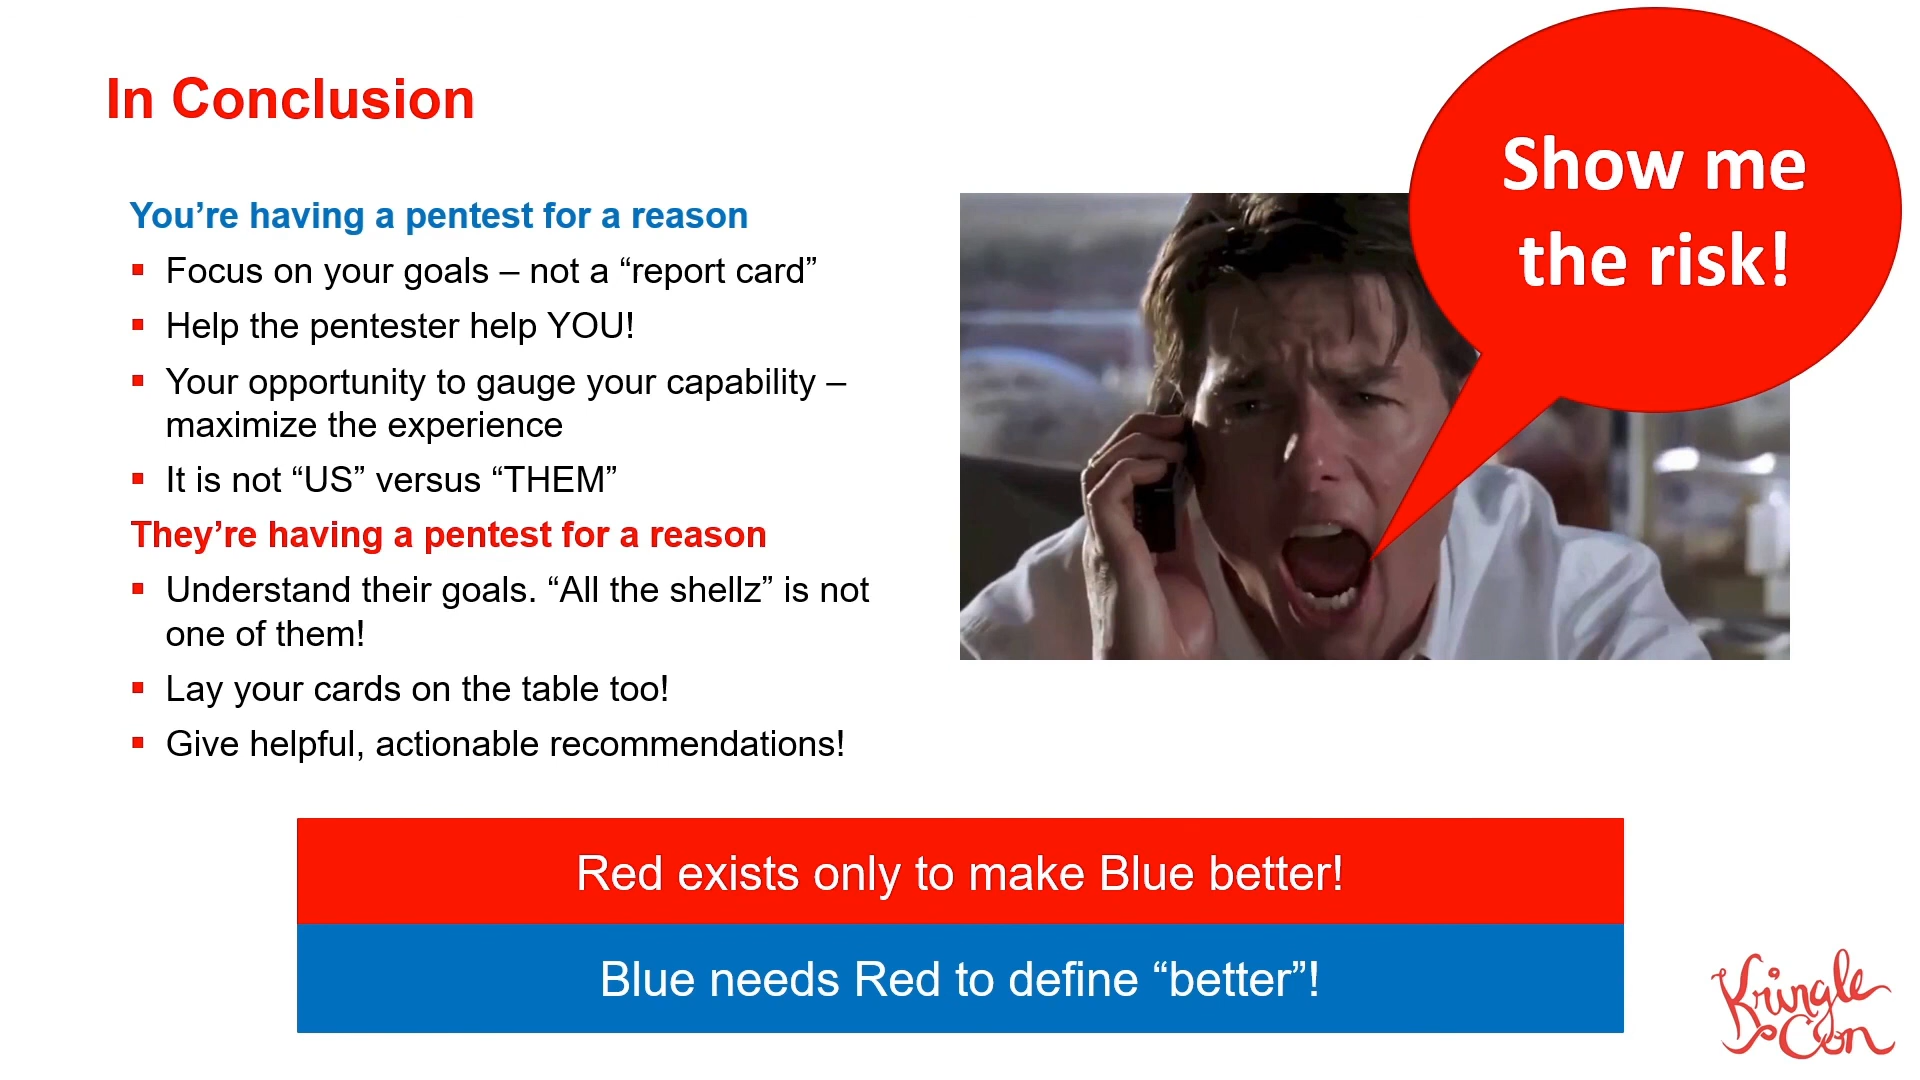 In Conclusion
You’re having a pentest for a reason
Focus on your goals – not a “report card”
Help the pentester help YOU!
Your opportunity to gauge your capability –
maximize the experience
It is not “US” versus “THEM”
They’re having a pentest for a reason
Understand their goals. “All the shellz” is not
one of them!
Lay your cards on the table too!
Give helpful, actionable recommendations!
Show me
the risk!
Red exists only to make Blue better!
Blue needs Red to define “better”!
Kringle
Con